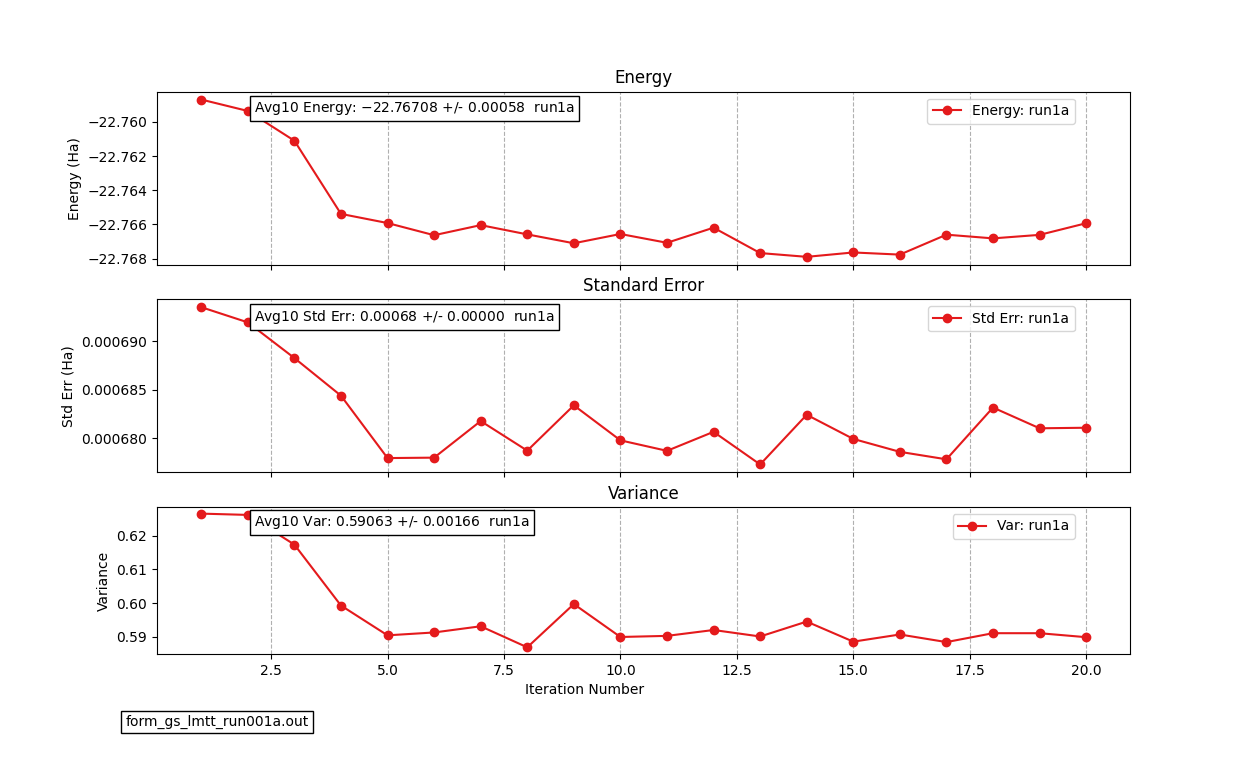 Energy
Avg10 Energy: −22.76708 +/- 0.00058  run1a
Energy: run1a
Energy (Ha)
−22.760
−22.762
−22.764
−22.766
−22.768
Standard Error
Avg10 Std Err: 0.00068 +/- 0.00000  run1a
Std Err: run1a
Std Err (Ha)
0.000690
0.000685
0.000680
Variance
Avg10 Var: 0.59063 +/- 0.00166  run1a
Var: run1a
Variance
0.62
0.61
0.60
0.59
2.5 5.0 7.5 10.0 12.5 15.0 17.5 20.0
Iteration Number
form_gs_lmtt_run001a.out